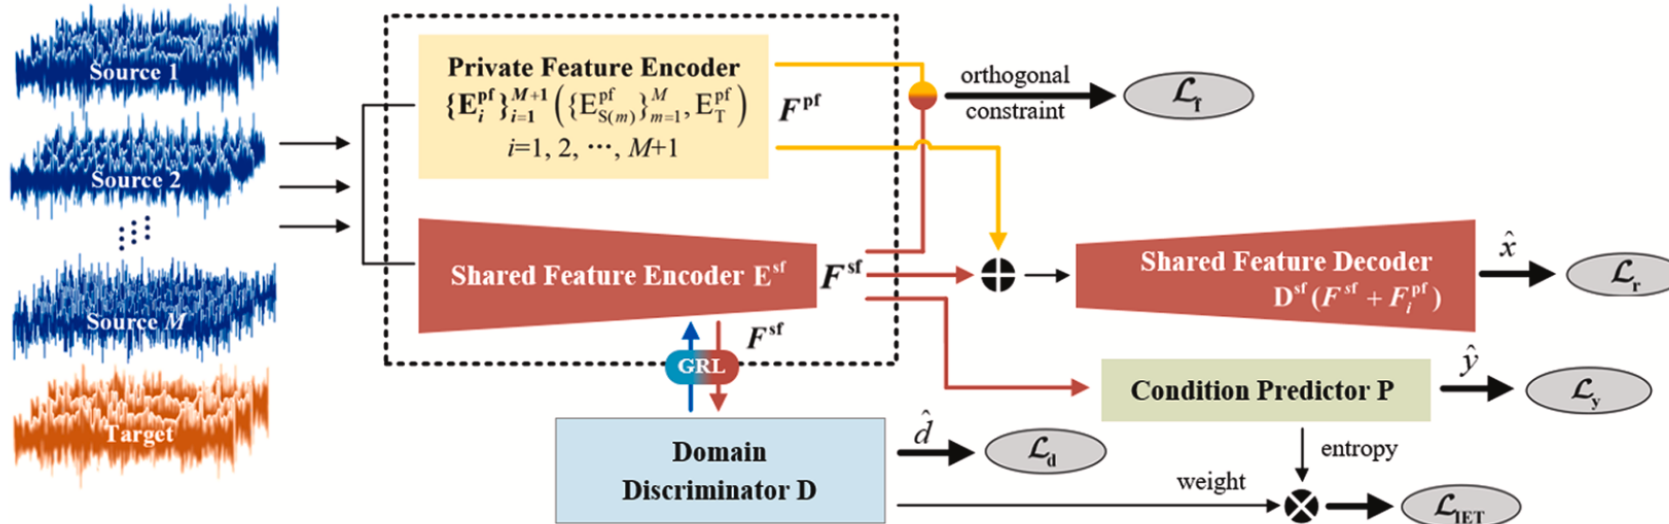 Source 1
Source 2
Source M
Target
Private Feature Encoder
{E_i^pf}_{i=1}^{M+1} ({E_{S(m)}^pf}_{m=1}^M, E_T^pf)
i=1, 2, ⋯, M+1
F^pf
Shared Feature Encoder E^sf
F^sf
F^sf
GRL
Domain
Discriminator D
orthogonal
constraint
ℒ_f
Shared Feature Decoder
D^sf (F^sf + F_i^pf)
x̂
ℒ_r
Condition Predictor P
ŷ
ℒ_y
d̂
ℒ_d
entropy
weight
ℒ_IET